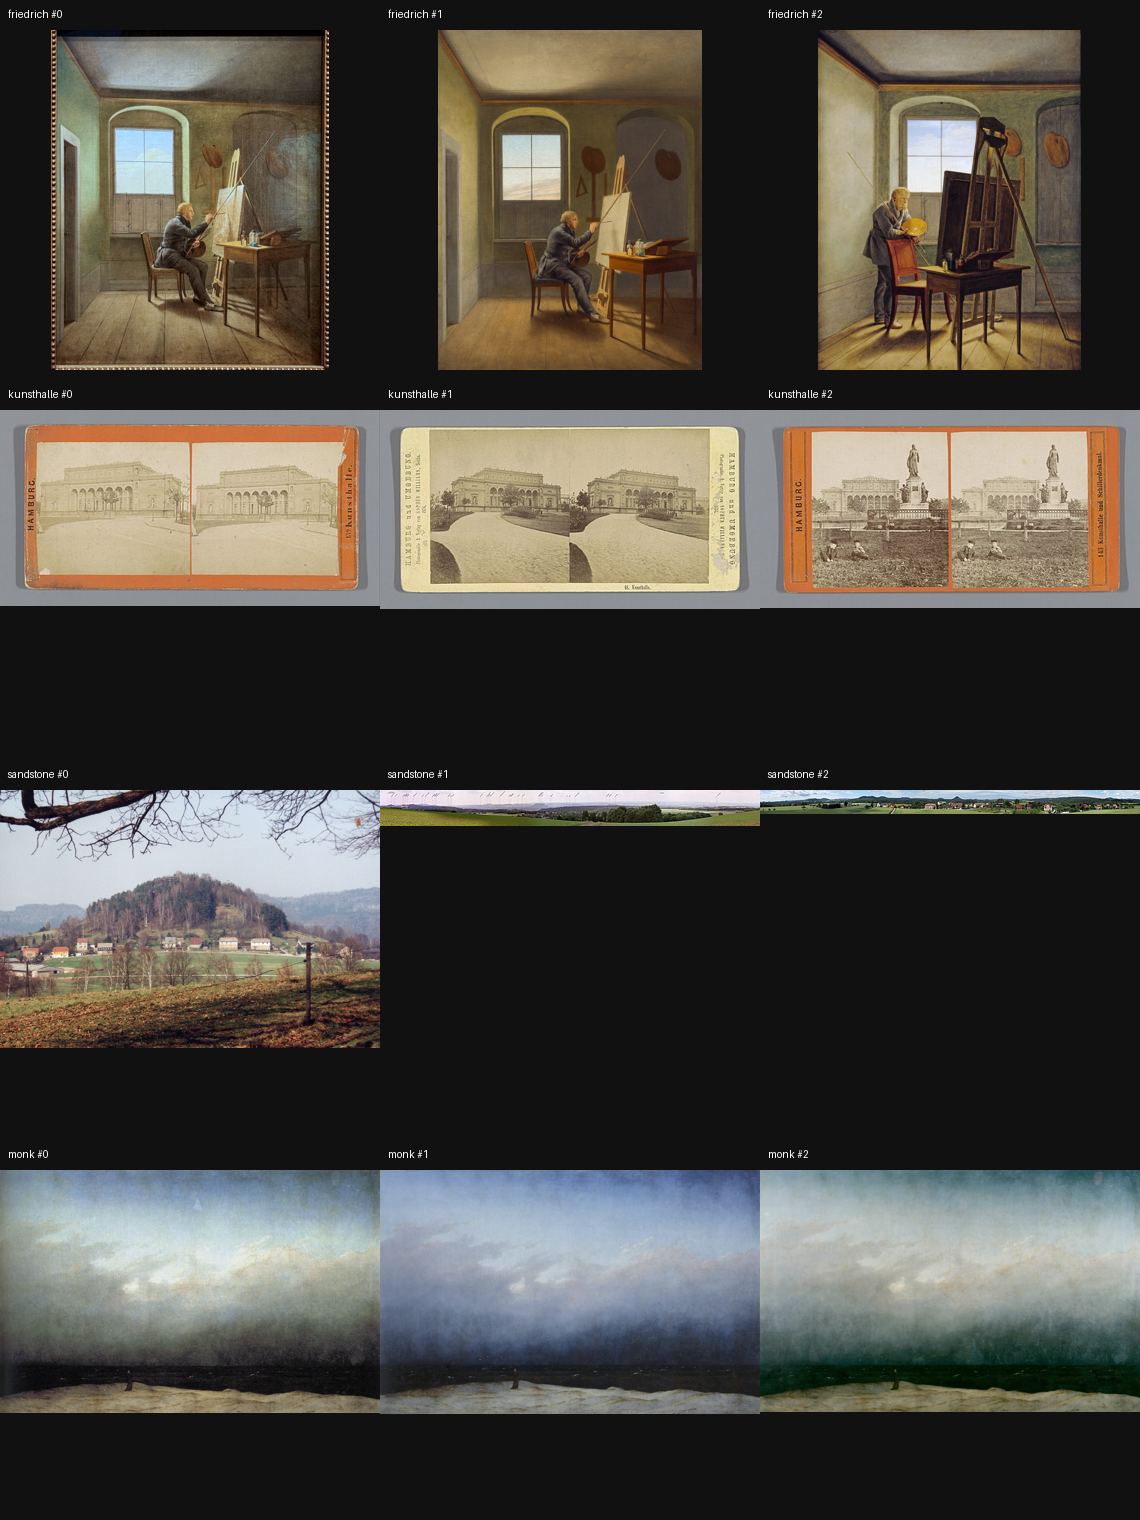 friedrich #0
friedrich #1
friedrich #2
kunsthalle #0
kunsthalle #1
kunsthalle #2
HAMBURG.
Kunsthalle.
HAMBURG und UMGEBUNG.
HAMBURG und UMGEBUNG
HAMBURG.
143 Kunsthalle und Schillerdenkmal.
sandstone #0
sandstone #1
sandstone #2
monk #0
monk #1
monk #2